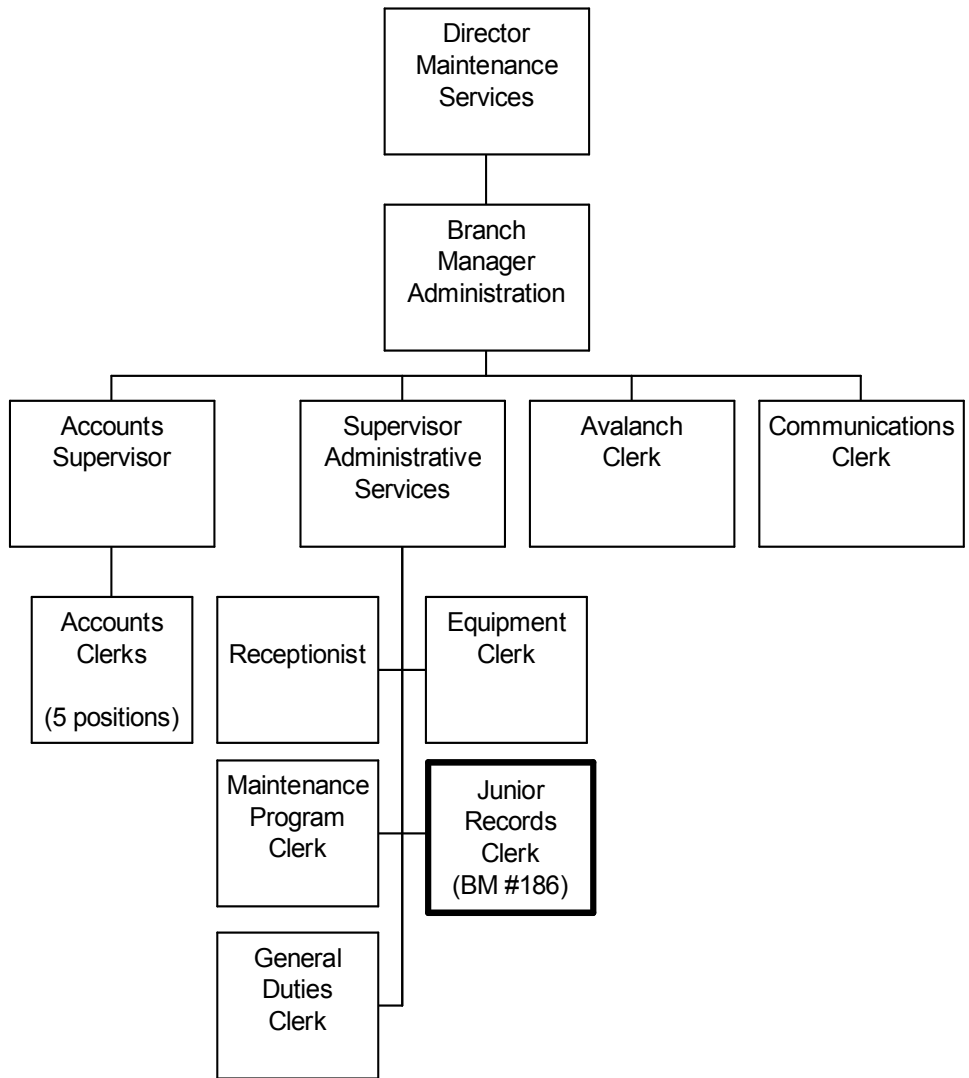 Director
Maintenance
Services
Branch
Manager
Administration
Accounts
Supervisor
Supervisor
Administrative
Services
Avalanch
Clerk
Communications
Clerk
Accounts
Clerks
(5 positions)
Receptionist
Equipment
Clerk
Maintenance
Program
Clerk
Junior
Records
Clerk
(BM #186)
General
Duties
Clerk